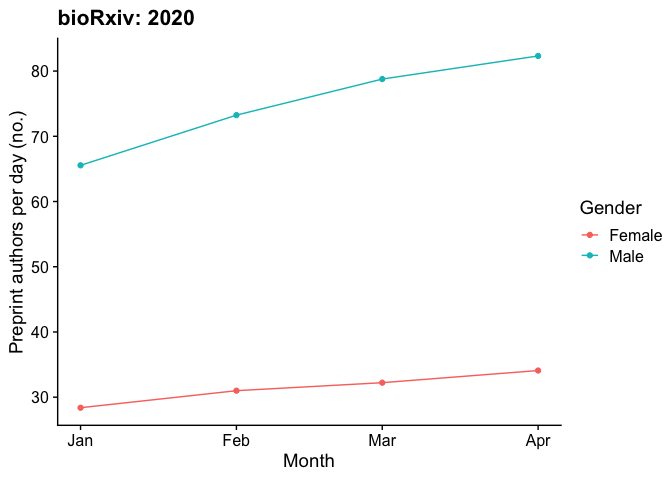 bioRxiv: 2020
Preprint authors per day (no.)
80
70
60
50
40
30
Jan
Feb
Mar
Apr
Month
Gender
Female
Male